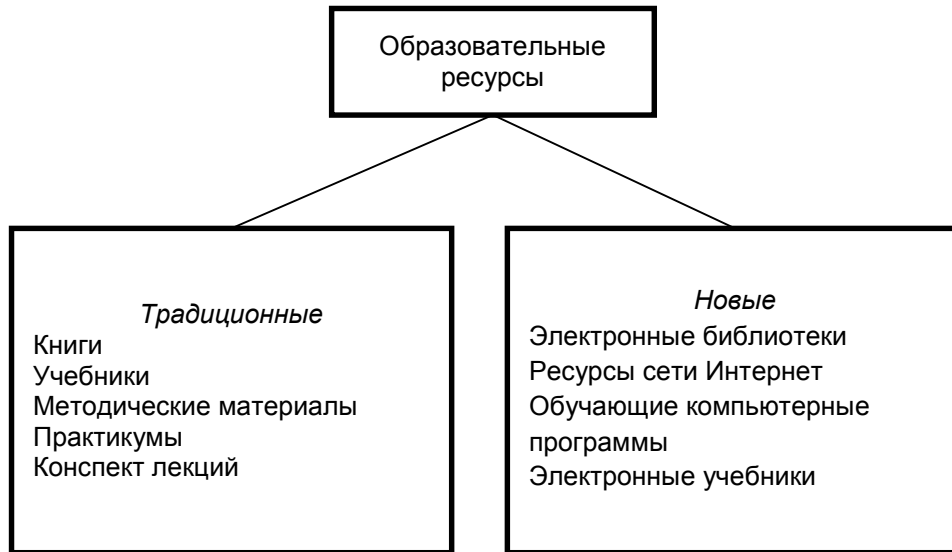 Образовательные
ресурсы
Традиционные
Книги
Учебники
Методические материалы
Практикумы
Конспект лекций
Новые
Электронные библиотеки
Ресурсы сети Интернет
Обучающие компьютерные
программы
Электронные учебники